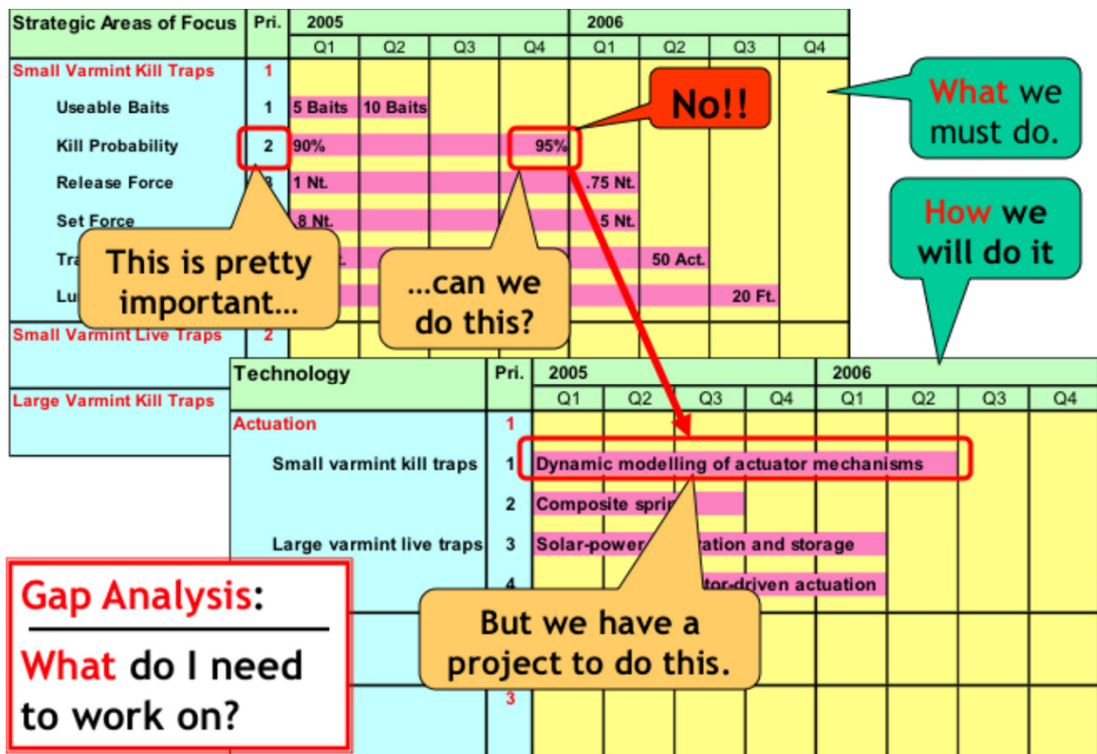 Strategic Areas of Focus Pri. 2005 2006
Q1 Q2 Q3 Q4 Q1 Q2 Q3 Q4
Small Varmint Kill Traps 1
Useable Baits 1 5 Baits 10 Baits
No!!
Kill Probability 2 90% 95%
Release Force 1 Nt. .75 Nt.
Set Force 8 Nt. 5 Nt.
50 Act.
20 Ft.
What we
must do.
How we
will do it
This is pretty
important...
...can we
do this?
Small Varmint Live Traps 2
Large Varmint Kill Traps
Technology Pri. 2005 2006
Q1 Q2 Q3 Q4 Q1 Q2 Q3 Q4
Actuation 1
Small varmint kill traps 1 Dynamic modelling of actuator mechanisms
2 Composite
Large varmint live traps 3 Solar-power and storage
4 actuation
But we have a
project to do this.
3
Gap Analysis:
What do I need
to work on?